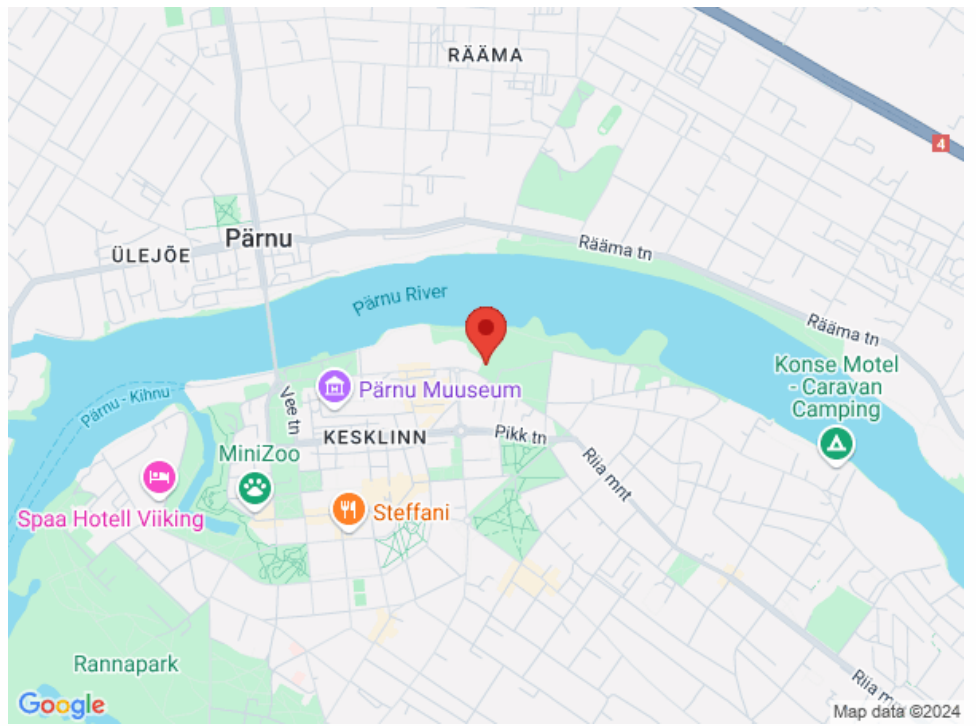 RÄÄMA
4
Pärnu
ÜLEJÕE
Rääma tn
Pärnu River
Rääma tn
Konse Motel
- Caravan
Camping
Pärnu - Kihnu
Pärnu Muuseum
Vee tn
KESKLINN
Pikk tn
Riia mnt
MiniZoo
Spaa Hotell Viiking
Steffani
Rannapark
Riia m
Google
Map data ©2024